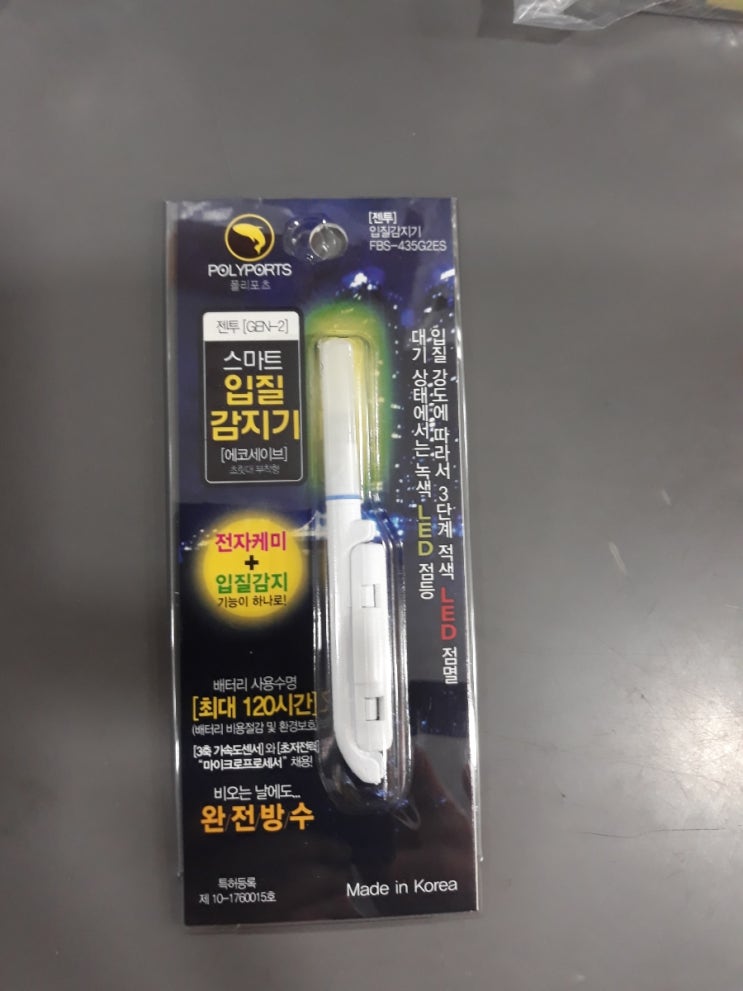 POLYPORTS
폴리포츠
[젠투]
입질감지기
FBS-435G2ES
젠투 [GEN-2]
스마트
입질
감지기
[에코세이브]
초릿대 부착형
입질 강도에 따라서 3단계 적색 LED 점멸
대기 상태에서는 녹색 LED 점등
전자케미
+
입질감지
기능이 하나로!
배터리 사용수명
[최대 120시간]
(배터리 비용절감 및 환경보호)
[3축 가속도센서] 와 [초저전력]
"마이크로프로세서" 채용!
비오는 날에도...
완/전/방/수
특허등록
제 10-1760015호
Made in Korea